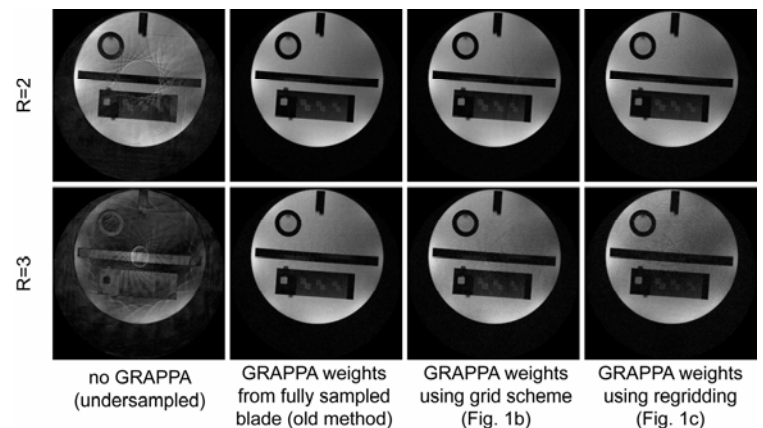 R=2
R=3
no GRAPPA
(undersampled)
GRAPPA weights
from fully sampled
blade (old method)
GRAPPA weights
using grid scheme
(Fig. 1b)
GRAPPA weights
using regridding
(Fig. 1c)